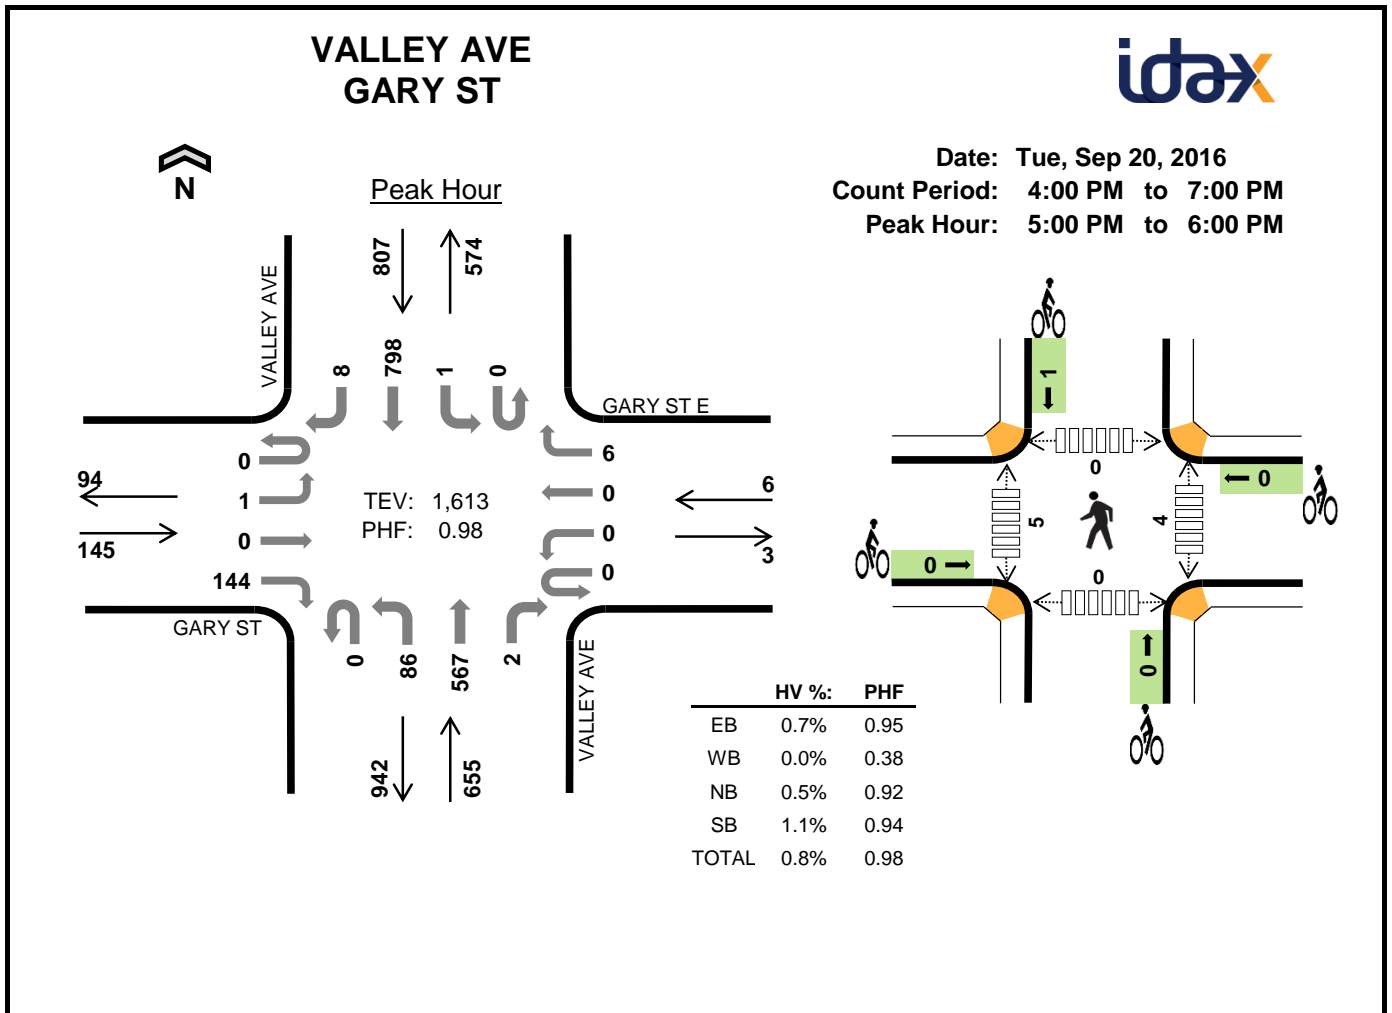 VALLEY AVE
GARY ST
idax
N
Peak Hour
Date: Tue, Sep 20, 2016
Count Period: 4:00 PM to 7:00 PM
Peak Hour: 5:00 PM to 6:00 PM
807
574
VALLEY AVE
8
798
1
0
GARY ST E
0
1
0
144
94
145
TEV: 1,613
PHF: 0.98
6
0
0
0
6
3
GARY ST
0
86
567
2
VALLEY AVE
942
655
1
0
0
5
4
0
0
0
HV %: PHF
EB 0.7% 0.95
WB 0.0% 0.38
NB 0.5% 0.92
SB 1.1% 0.94
TOTAL 0.8% 0.98